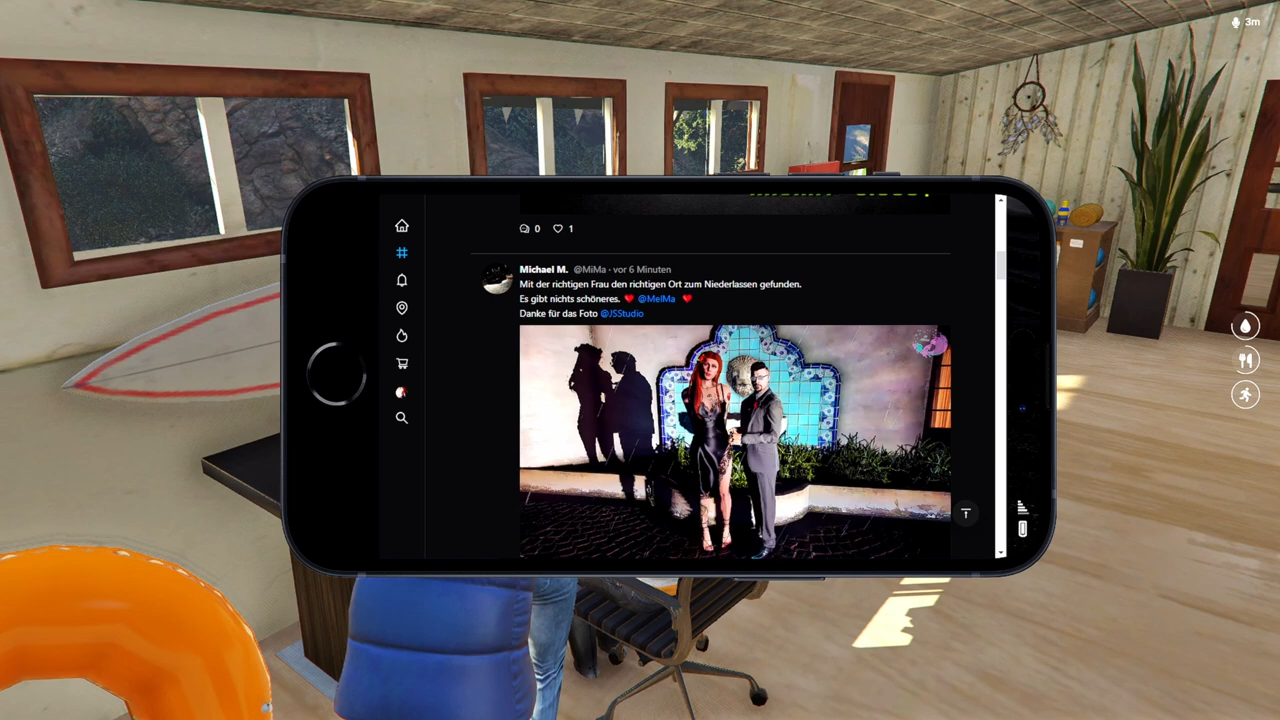 3m
0 1
Michael M. @MiMa · vor 6 Minuten
Mit der richtigen Frau den richtigen Ort zum Niederlassen gefunden.
Es gibt nichts schöneres. ❤️ @MelMa ❤️
Danke für das Foto @JSStudio